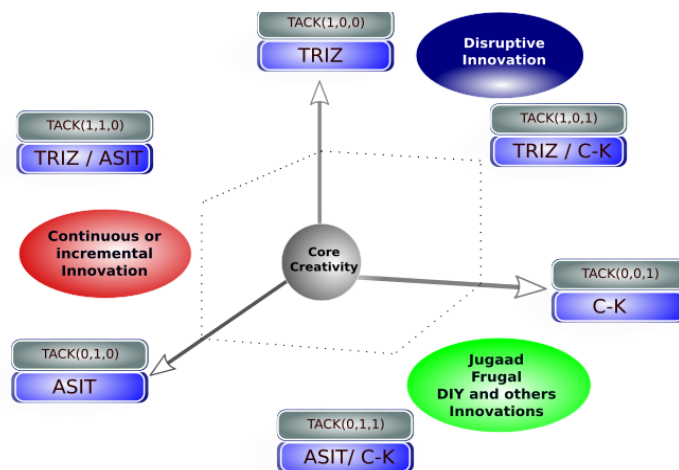 TACK(1,0,0)
TRIZ
Disruptive
Innovation
TACK(1,1,0)
TRIZ / ASIT
TACK(1,0,1)
TRIZ / C-K
Continuous or
incremental
Innovation
Core
Creativity
TACK(0,0,1)
C-K
TACK(0,1,0)
ASIT
Jugaad
Frugal
DIY and others
Innovations
TACK(0,1,1)
ASIT/ C-K